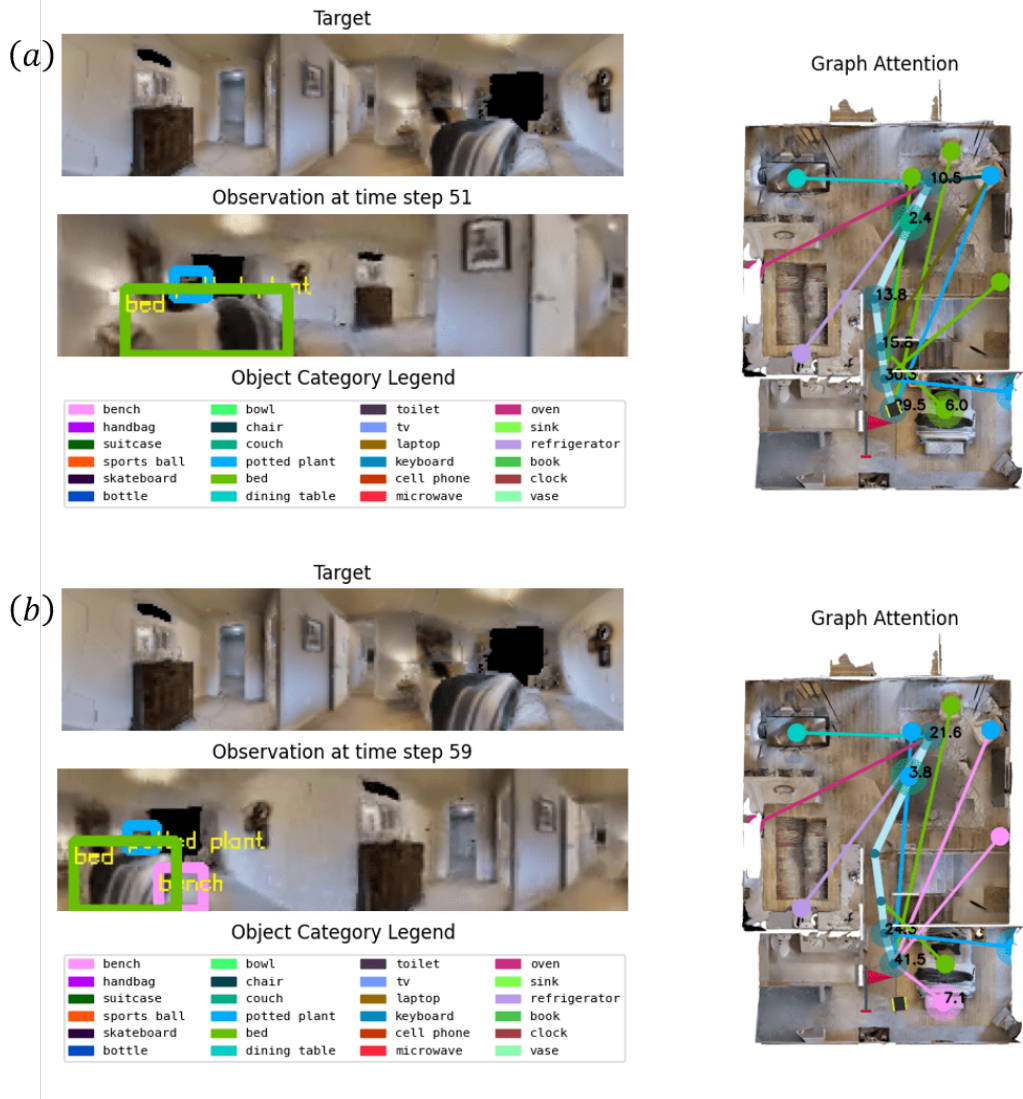 (a)
Target
Observation at time step 51
bed
Object Category Legend
bench
handbag
suitcase
sports ball
skateboard
bottle
bowl
chair
couch
potted plant
bed
dining table
toilet
tv
laptop
keyboard
cell phone
microwave
oven
sink
refrigerator
book
clock
vase
Graph Attention
10.5
2.4
13.8
6.0
(b)
Target
Observation at time step 59
bed
potted plant
bench
Object Category Legend
bench
handbag
suitcase
sports ball
skateboard
bottle
bowl
chair
couch
potted plant
bed
dining table
toilet
tv
laptop
keyboard
cell phone
microwave
oven
sink
refrigerator
book
clock
vase
Graph Attention
21.6
3.8
41.5
7.1